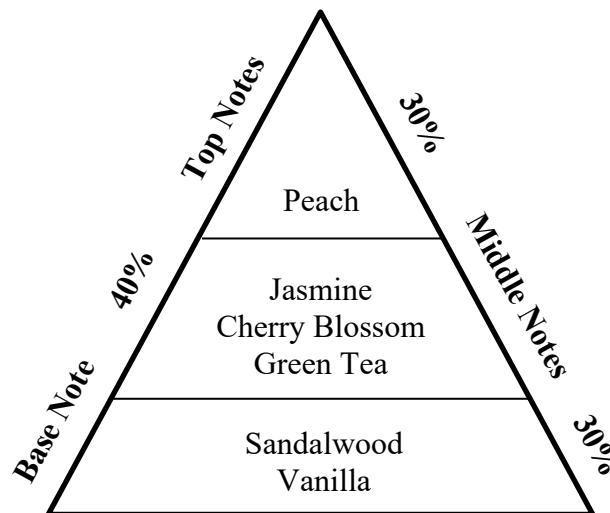 Top Notes
30%
Peach
40%
Middle Notes
Jasmine
Cherry Blossom
Green Tea
Base Note
30%
Sandalwood
Vanilla